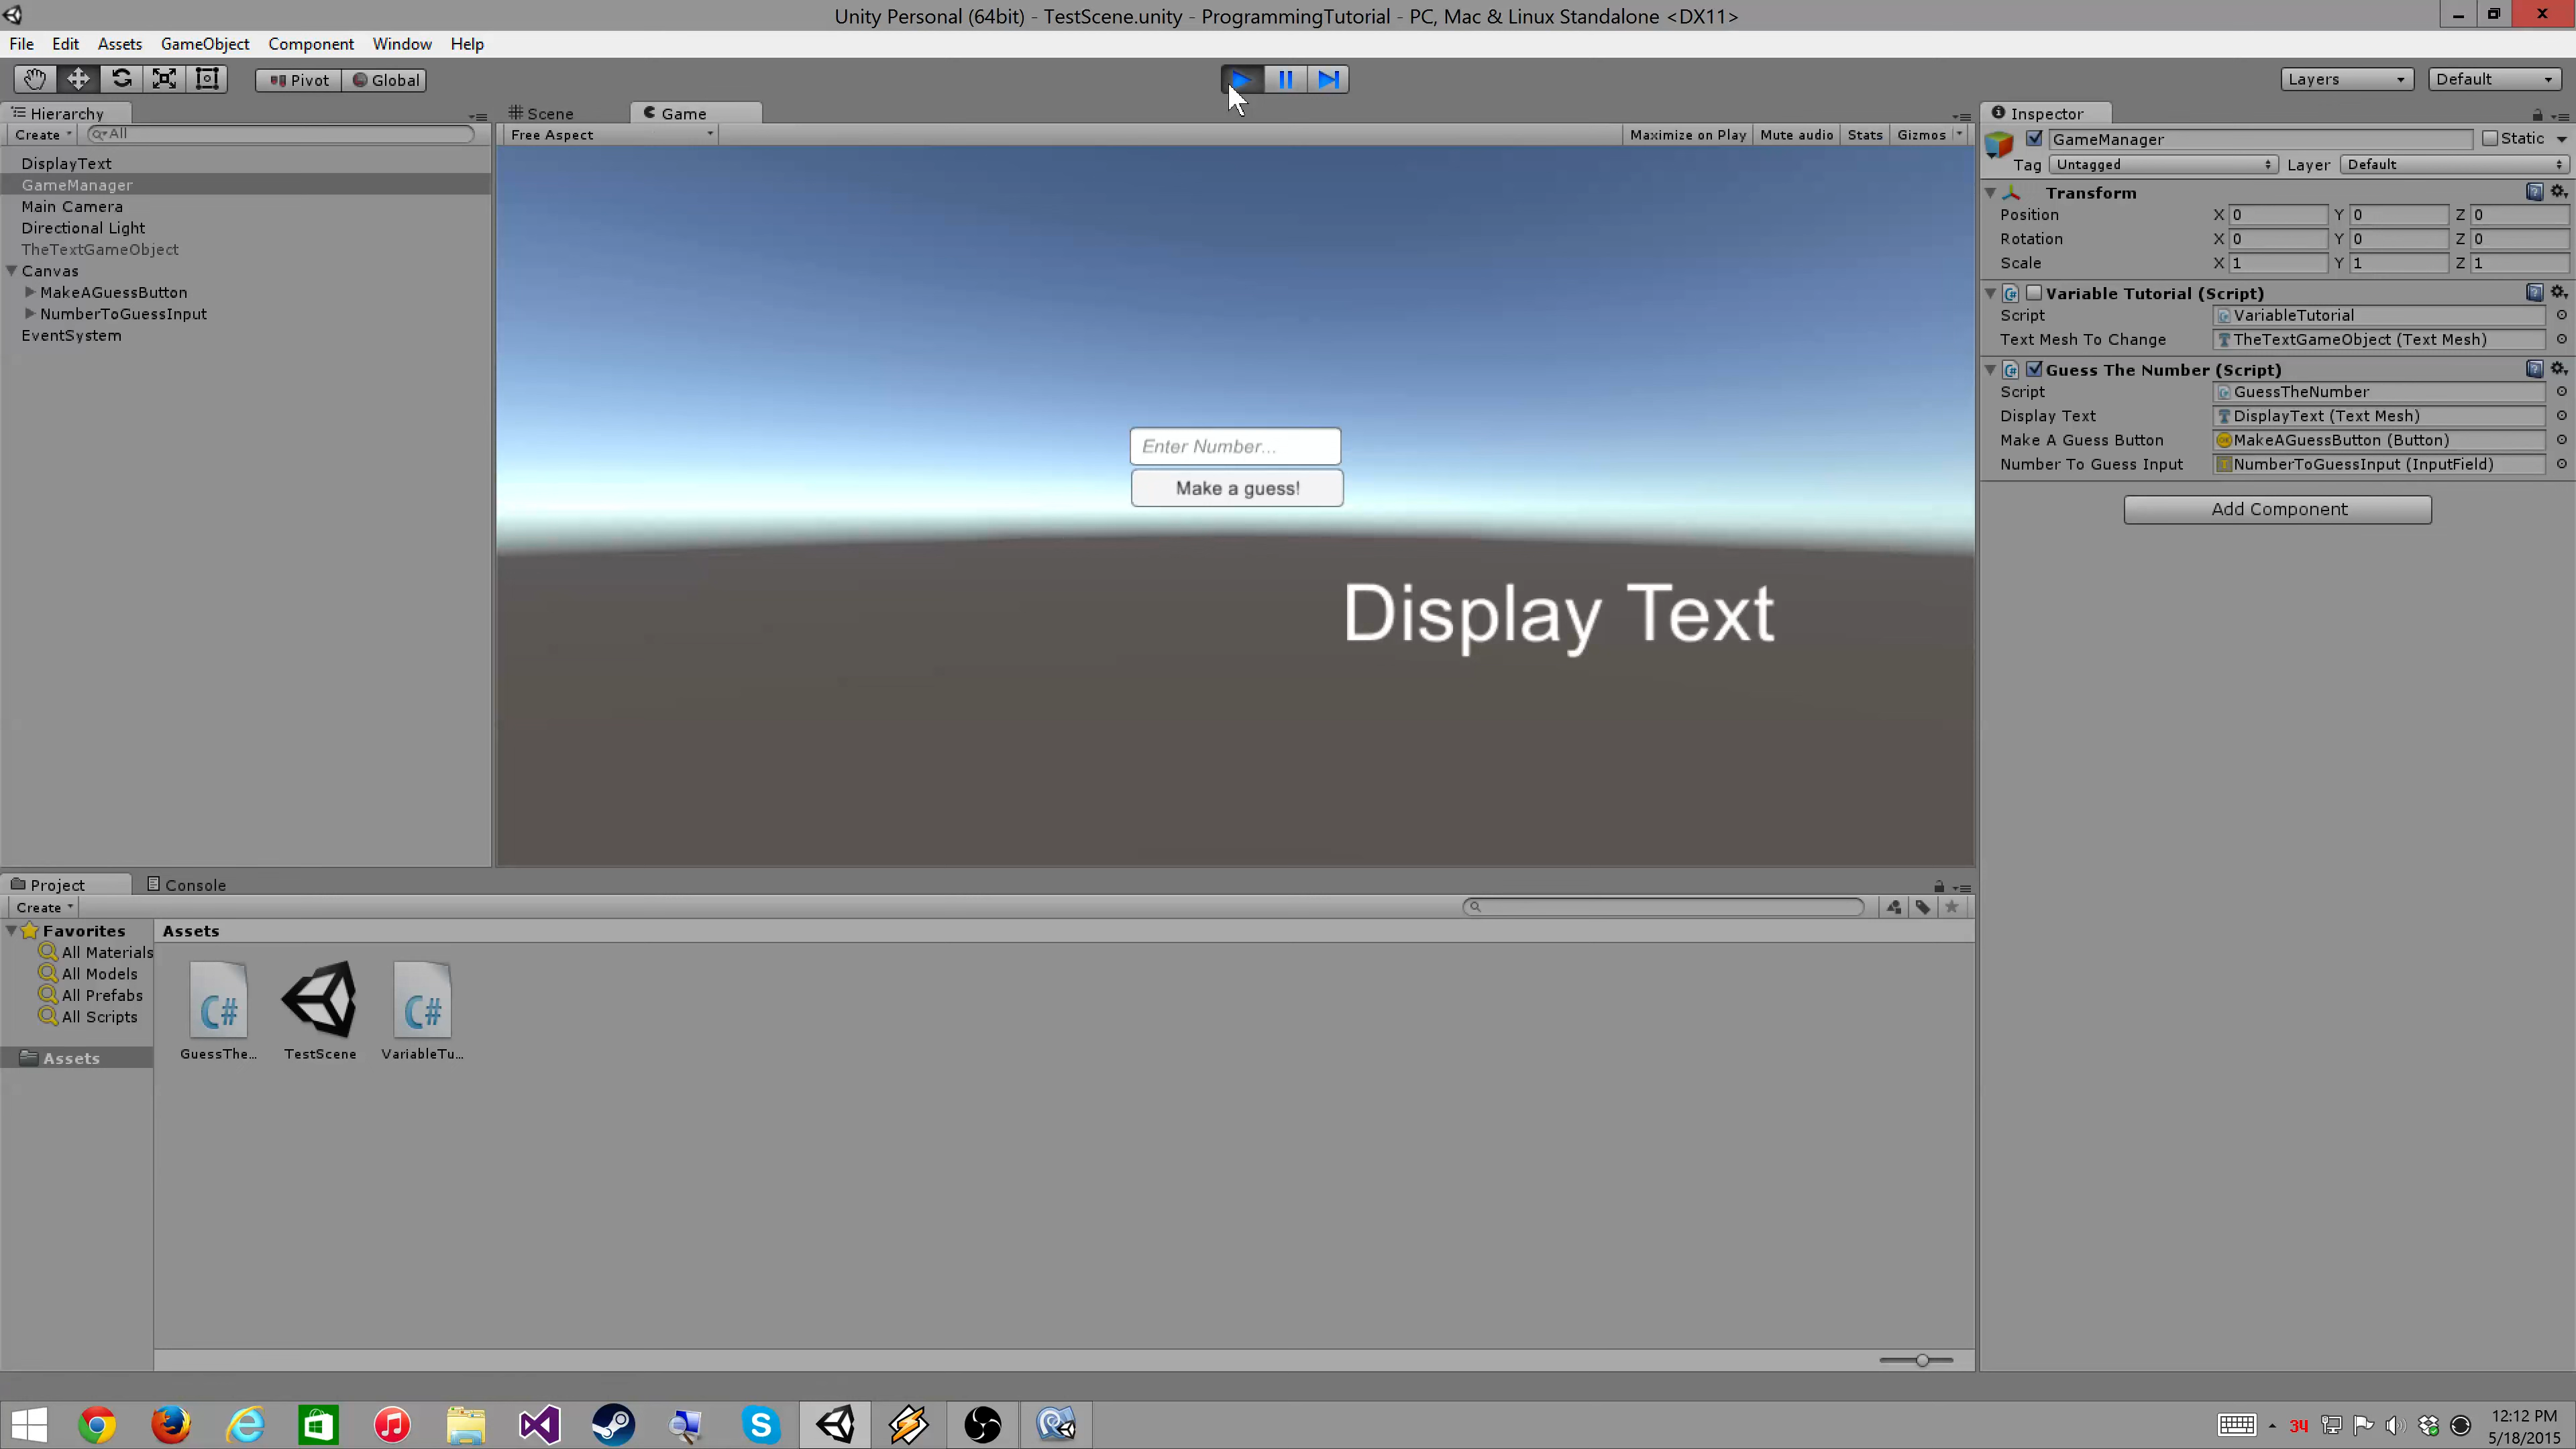 Unity Personal (64bit) - TestScene.unity - ProgrammingTutorial - PC, Mac & Linux Standalone <DX11>
File Edit Assets GameObject Component Window Help
Pivot Global Layers Default
Hierarchy
Create All
DisplayText
GameManager
Main Camera
Directional Light
TheTextGameObject
Canvas
MakeAGuessButton
NumberToGuessInput
EventSystem
Scene Game
Free Aspect Maximize on Play Mute audio Stats Gizmos
Enter Number...
Make a guess!
Display Text
Inspector
GameManager Static
Tag Untagged Layer Default
Transform
Position X 0 Y 0 Z 0
Rotation X 0 Y 0 Z 0
Scale X 1 Y 1 Z 1
Variable Tutorial (Script)
Script VariableTutorial
Text Mesh To Change TheTextGameObject (Text Mesh)
Guess The Number (Script)
Script GuessTheNumber
Display Text DisplayText (Text Mesh)
Make A Guess Button MakeAGuessButton (Button)
Number To Guess Input NumberToGuessInput (InputField)
Add Component
Project Console
Create
Favorites
All Materials
All Models
All Prefabs
All Scripts
Assets
Assets
C# C#
GuessThe... TestScene VariableTu...
34
12:12 PM
5/18/2015